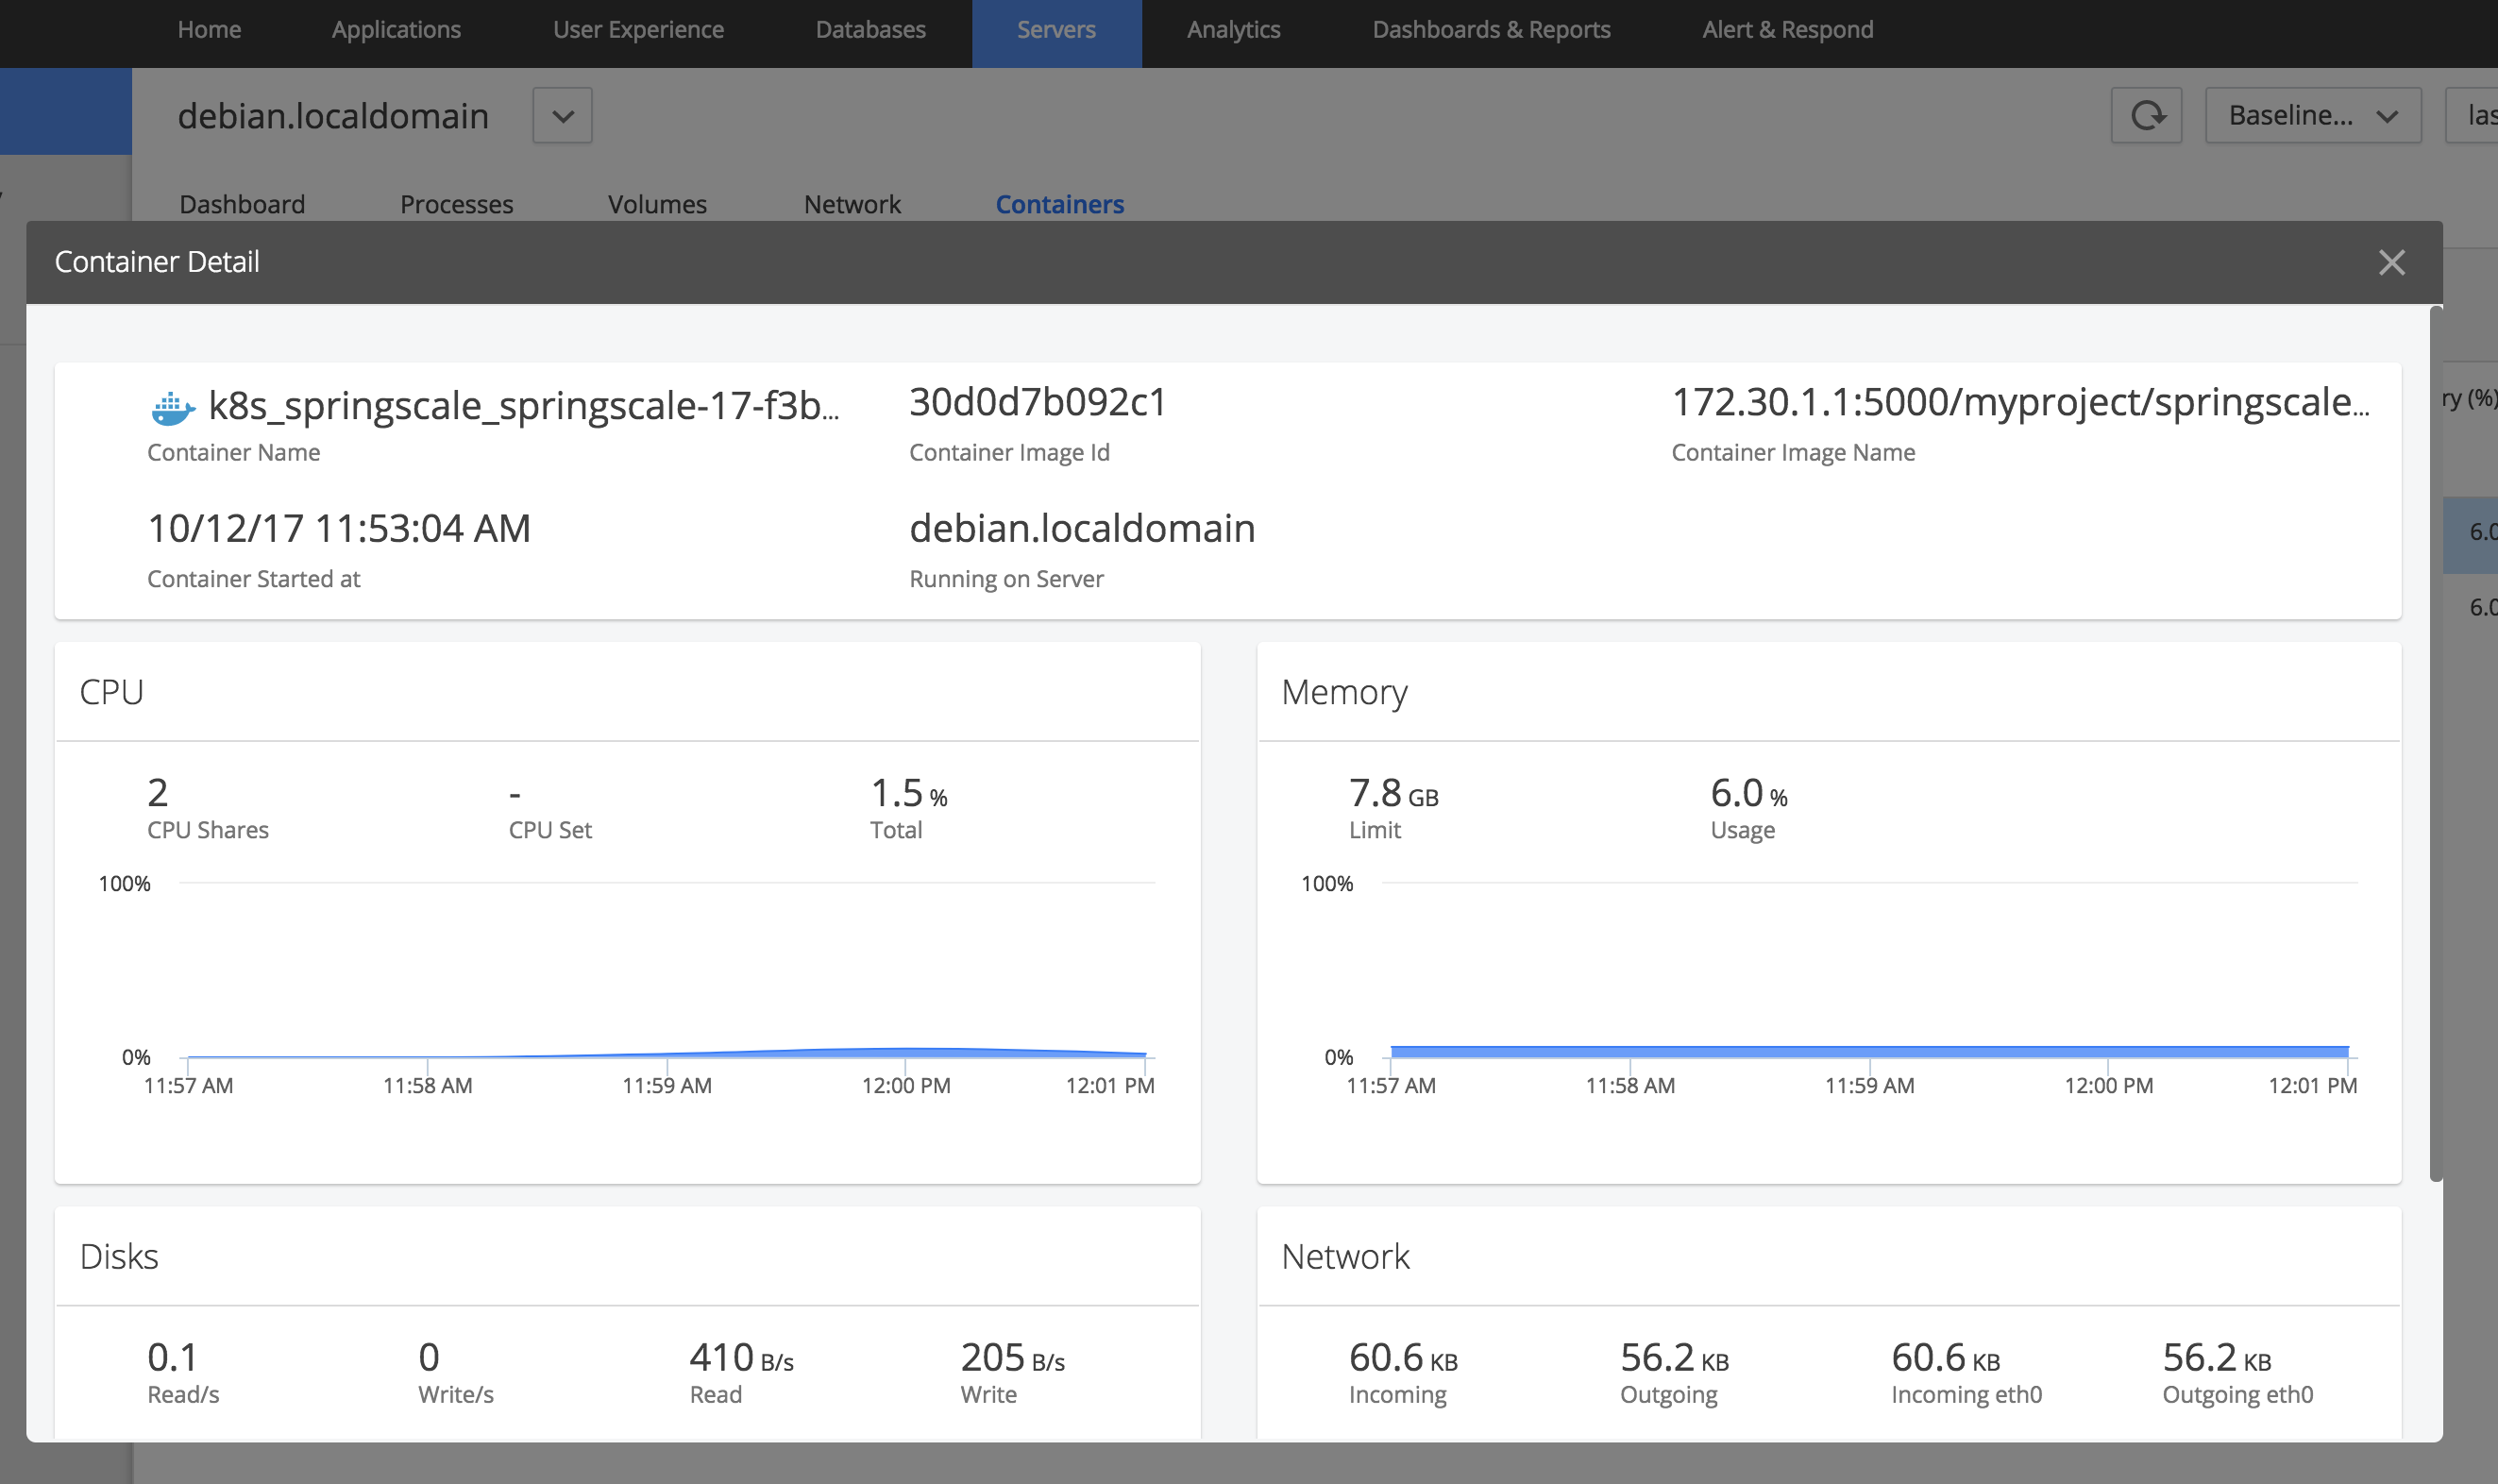 Home Applications User Experience Databases Servers Analytics Dashboards & Reports Alert & Respond
debian.localdomain Baseline... las
Dashboard Processes Volumes Network Containers
Container Detail
k8s_springscale_springscale-17-f3b... 30d0d7b092c1 172.30.1.1:5000/myproject/springscale...
ry (%)
Container Name Container Image Id Container Image Name
10/12/17 11:53:04 AM debian.localdomain
6.0
Container Started at Running on Server
6.0
CPU Memory
2 - 1.5 % 7.8 GB 6.0 %
CPU Shares CPU Set Total Limit Usage
100% 100%
0% 0%
11:57 AM 11:58 AM 11:59 AM 12:00 PM 12:01 PM 11:57 AM 11:58 AM 11:59 AM 12:00 PM 12:01 PM
Disks Network
0.1 0 410 B/s 205 B/s 60.6 KB 56.2 KB 60.6 KB 56.2 KB
Read/s Write/s Read Write Incoming Outgoing Incoming eth0 Outgoing eth0